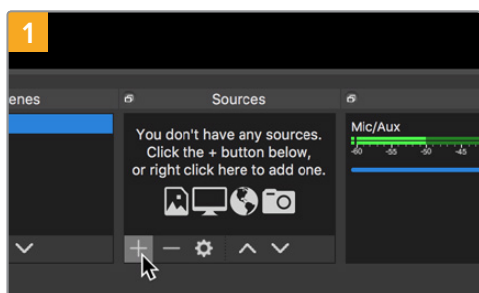 1
enes
Sources
You don't have any sources.
Click the + button below,
or right click here to add one.
Mic/Aux
-60 -55 -50 -45